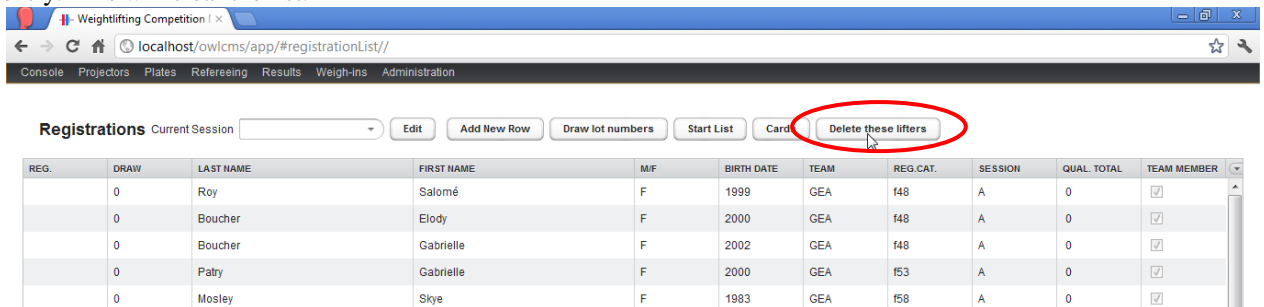 Weightlifting Competition
localhost/owlcms/app/#registrationList//
Console Projectors Plates Refereeing Results Weigh-ins Administration
Registrations Current Session Edit Add New Row Draw lot numbers Start List Cards Delete these lifters
REG. DRAW LAST NAME FIRST NAME M/F BIRTH DATE TEAM REG.CAT. SESSION QUAL. TOTAL TEAM MEMBER
0 Roy Salomé F 1999 GEA f48 A 0
0 Boucher Elody F 2000 GEA f48 A 0
0 Boucher Gabrielle F 2002 GEA f48 A 0
0 Patry Gabrielle F 2000 GEA f53 A 0
0 Mosley Skye F 1983 GEA f58 A 0